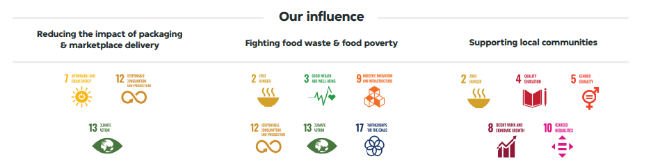 Our influence
Reducing the impact of packaging
& marketplace delivery
7 AFFORDABLE AND
CLEAN ENERGY
12 RESPONSIBLE
CONSUMPTION
AND PRODUCTION
13 CLIMATE
ACTION
Fighting food waste & food poverty
2 ZERO
HUNGER
3 GOOD HEALTH
AND WELL-BEING
9 INDUSTRY, INNOVATION
AND INFRASTRUCTURE
12 RESPONSIBLE
CONSUMPTION
AND PRODUCTION
13 CLIMATE
ACTION
17 PARTNERSHIPS
FOR THE GOALS
Supporting local communities
2 ZERO
HUNGER
4 QUALITY
EDUCATION
5 GENDER
EQUALITY
8 DECENT WORK AND
ECONOMIC GROWTH
10 REDUCED
INEQUALITIES